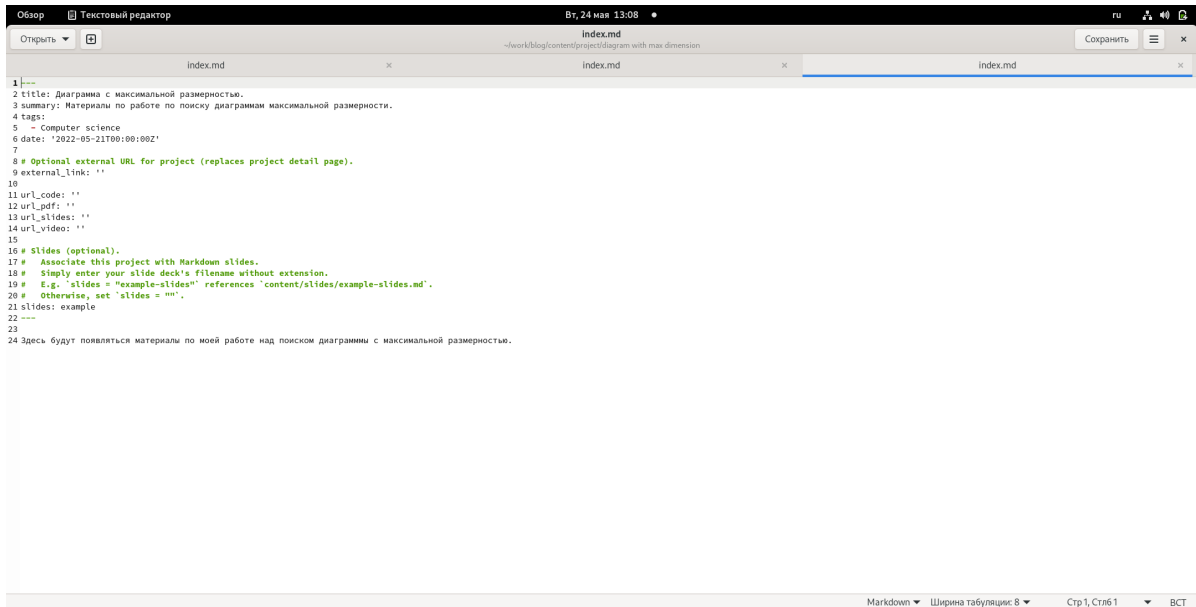 Обзор Текстовый редактор Вт, 24 мая 13:08 ru
Открыть index.md Сохранить
~/work/blog/content/project/diagram with max dimension
index.md index.md index.md
1 ---
2 title: Диаграмма с максимальной размерностью.
3 summary: Материалы по работе по поиску диаграммам максимальной размерности.
4 tags:
5 - Computer science
6 date: '2022-05-21T00:00:00Z'
7
8 # Optional external URL for project (replaces project detail page).
9 external_link: ''
10
11 url_code: ''
12 url_pdf: ''
13 url_slides: ''
14 url_video: ''
15
16 # Slides (optional).
17 #   Associate this project with Markdown slides.
18 #   Simply enter your slide deck's filename without extension.
19 #   E.g. `slides = "example-slides"` references `content/slides/example-slides.md`.
20 #   Otherwise, set `slides = ""`.
21 slides: example
22 ---
23
24 Здесь будут появляться материалы по моей работе над поиском диаграмммы с максимальной размерностью.
Markdown Ширина табуляции: 8 Стр 1, Стлб 1 ВСТ